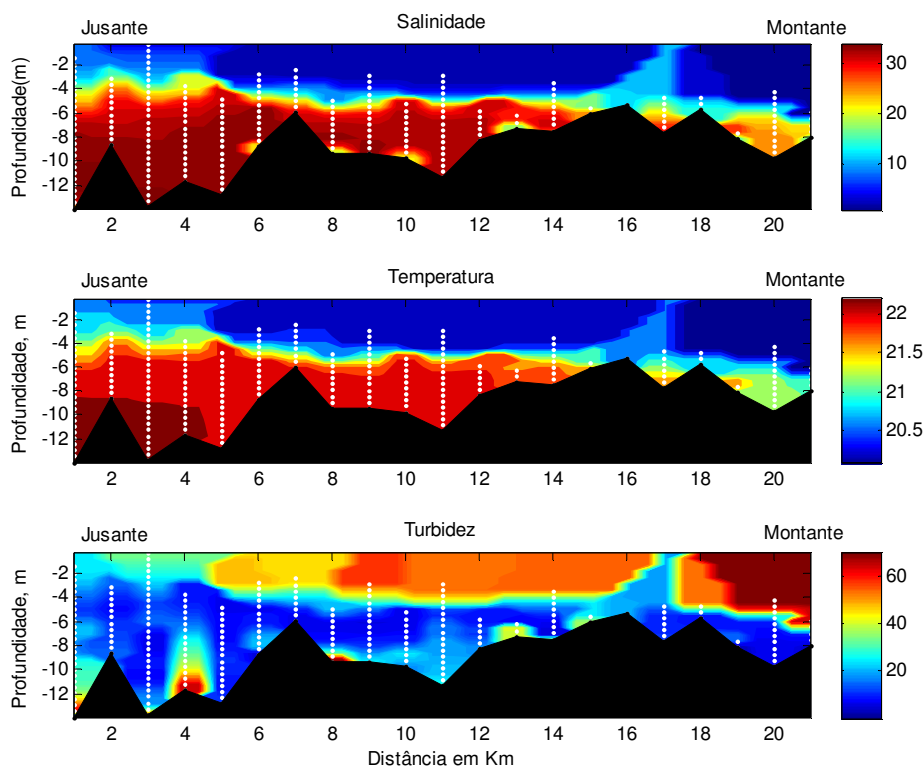 Salinidade
Jusante
Montante
Profundidade(m)
-2
-4
-6
-8
-10
-12
2 4 6 8 10 12 14 16 18 20
30
20
10
Temperatura
Jusante
Montante
Profundidade, m
-2
-4
-6
-8
-10
-12
2 4 6 8 10 12 14 16 18 20
22
21.5
21
20.5
Turbidez
Jusante
Montante
Profundidade, m
-2
-4
-6
-8
-10
-12
2 4 6 8 10 12 14 16 18 20
60
40
20
Distância em Km